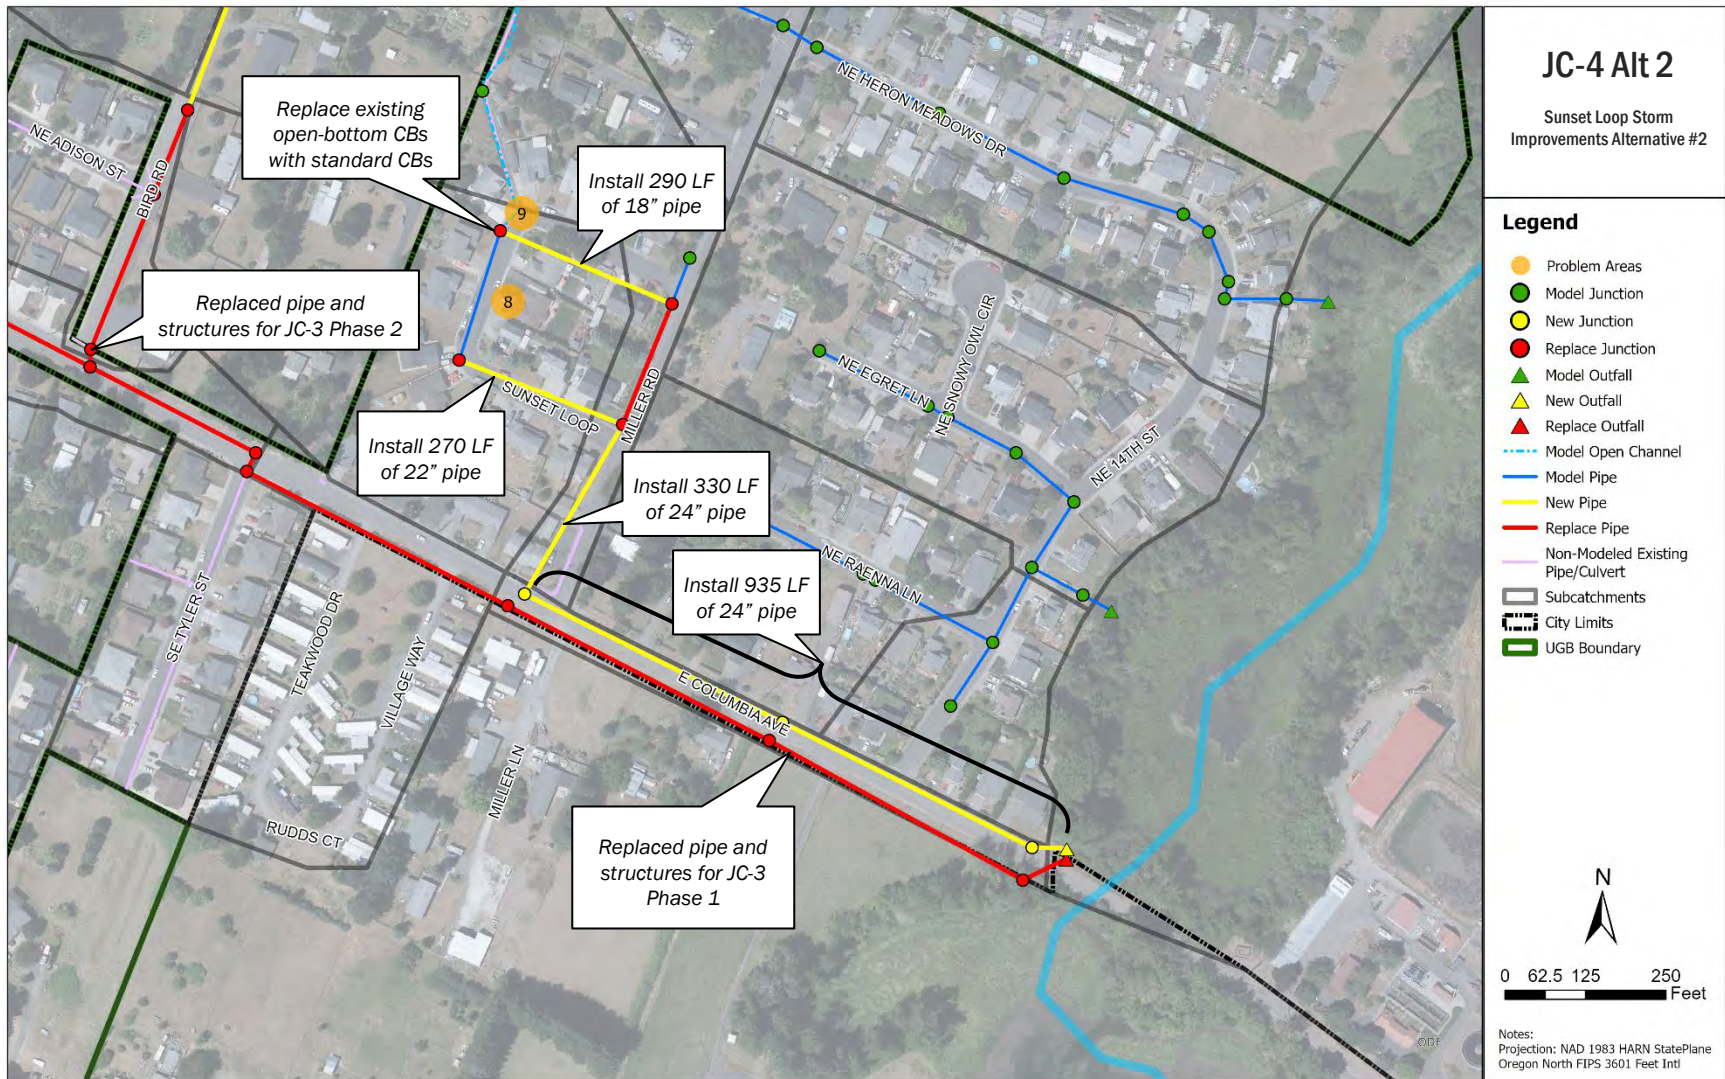 JC-4 Alt 2
Sunset Loop Storm
Improvements Alternative #2
Legend
Problem Areas
Model Junction
New Junction
Replace Junction
Model Outfall
New Outfall
Replace Outfall
Model Open Channel
Model Pipe
New Pipe
Replace Pipe
Non-Modeled Existing
Pipe/Culvert
Subcatchments
City Limits
UGB Boundary
N
0 62.5 125 250
Feet
Notes:
Projection: NAD 1983 HARN StatePlane
Oregon North FIPS 3601 Feet Intl
Replace existing
open-bottom CBs
with standard CBs
Install 290 LF
of 18" pipe
Replaced pipe and
structures for JC-3 Phase 2
Install 270 LF
of 22" pipe
Install 330 LF
of 24" pipe
Install 935 LF
of 24" pipe
Replaced pipe and
structures for JC-3
Phase 1
9
8
NE ADISON ST
BIRD RD
NE HERON MEADOWS DR
SUNSET LOOP
MILLER RD
NE EGRET LN
NE SNOWY OWL CIR
NE 14TH ST
NE RAENNA LN
SE TYLER ST
TEAKWOOD DR
VILLAGE WAY
E COLUMBIA AVE
MILLER LN
RUDDS CT